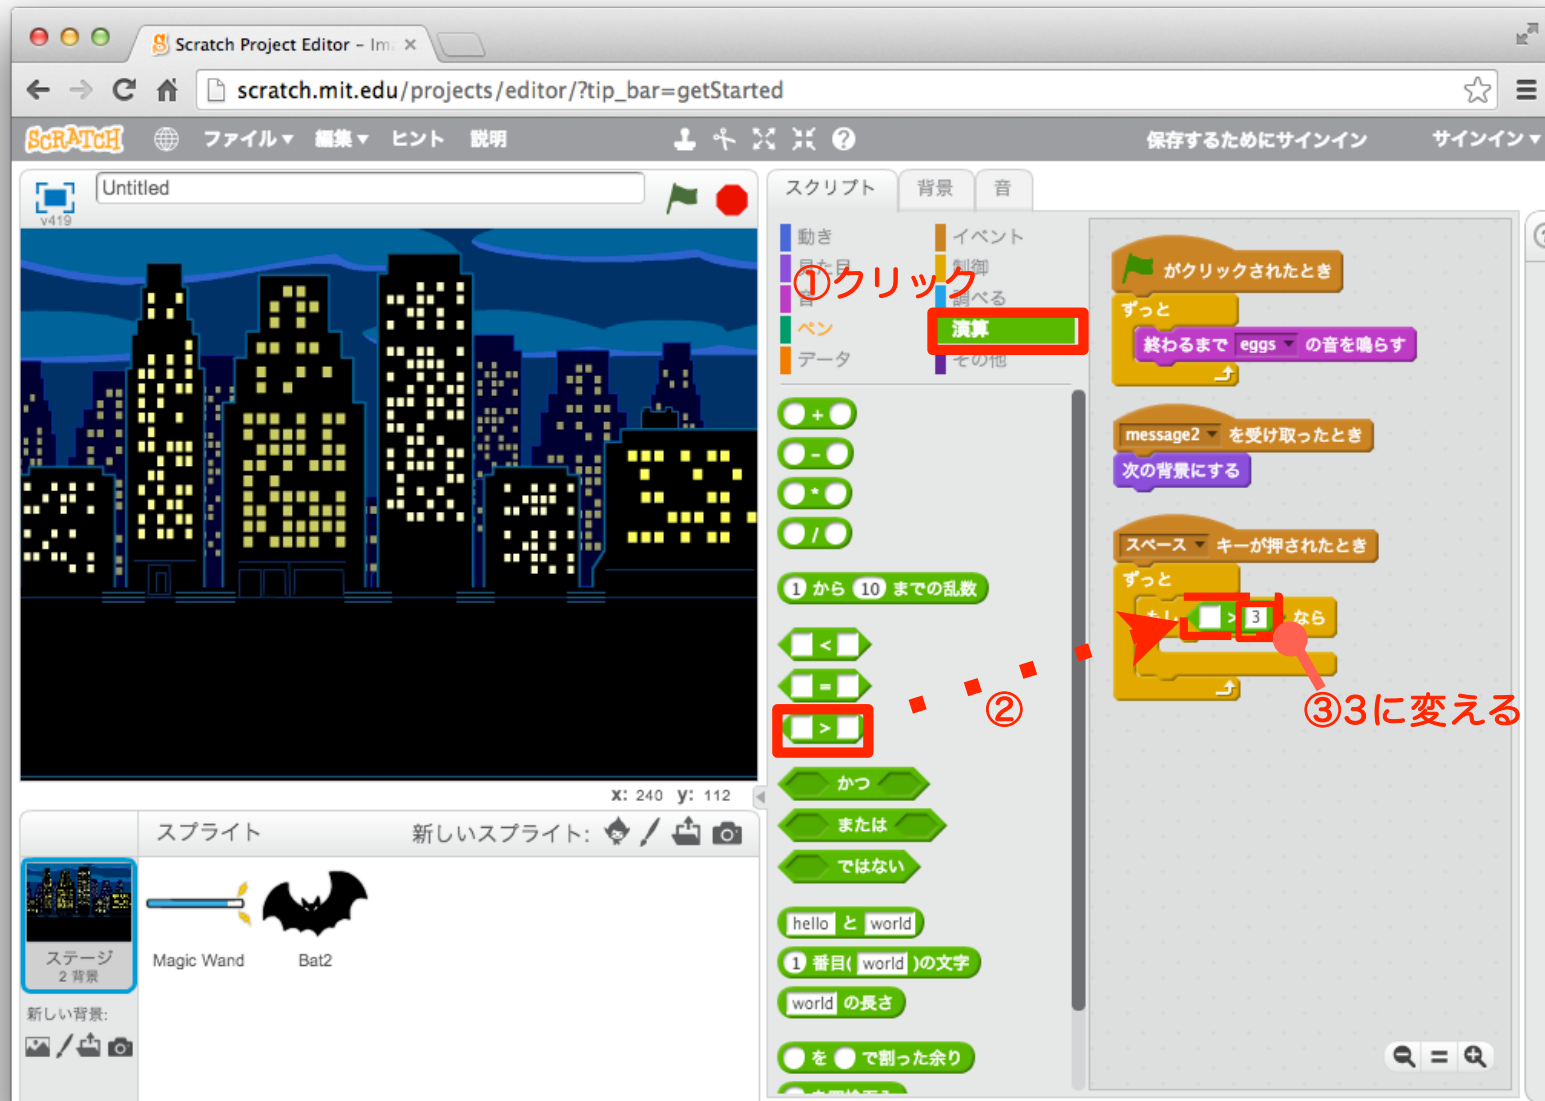 Scratch Project Editor – Im
scratch.mit.edu/projects/editor/?tip_bar=getStarted
SCRATCH ファイル 編集 ヒント 説明 保存するためにサインイン サインイン
v419 Untitled
スクリプト 背景 音
動き イベント
見た目 制御
①クリック
音 調べる
ペン 演算
データ その他
+
-
*
/
1 から 10 までの乱数
<
=
>
かつ
または
ではない
hello と world
1 番目( world )の文字
world の長さ
を で割った余り
がクリックされたとき
ずっと
終わるまで eggs の音を鳴らす
message2 を受け取ったとき
次の背景にする
スペース キーが押されたとき
ずっと
もし > 3 なら
②
③3に変える
x: 240 y: 112
スプライト 新しいスプライト:
ステージ
2 背景
Magic Wand
Bat2
新しい背景: